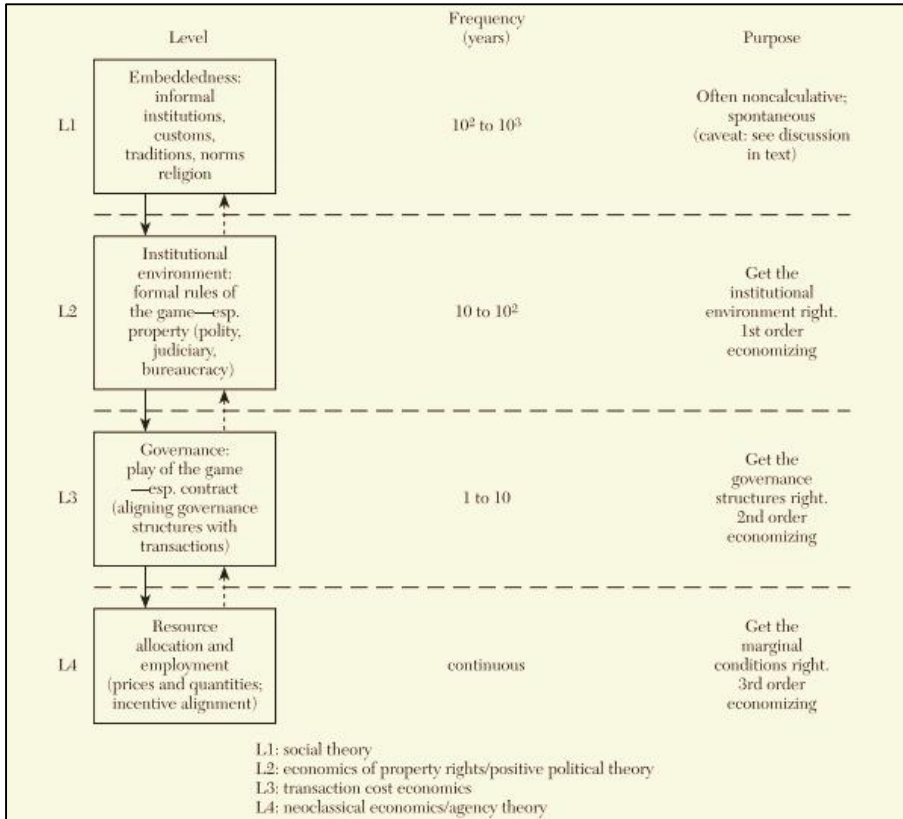 Level
Frequency
(years)
Purpose
L1
Embeddedness:
informal
institutions,
customs,
traditions, norms
religion
10² to 10³
Often noncalculative;
spontaneous
(caveat: see discussion
in text)
L2
Institutional
environment:
formal rules of
the game—esp.
property (polity,
judiciary,
bureaucracy)
10 to 10²
Get the
institutional
environment right.
1st order
economizing
L3
Governance:
play of the game
—esp. contract
(aligning governance
structures with
transactions)
1 to 10
Get the
governance
structures right.
2nd order
economizing
L4
Resource
allocation and
employment
(prices and quantities;
incentive alignment)
continuous
Get the
marginal
conditions right.
3rd order
economizing
L1: social theory
L2: economics of property rights/positive political theory
L3: transaction cost economics
L4: neoclassical economics/agency theory